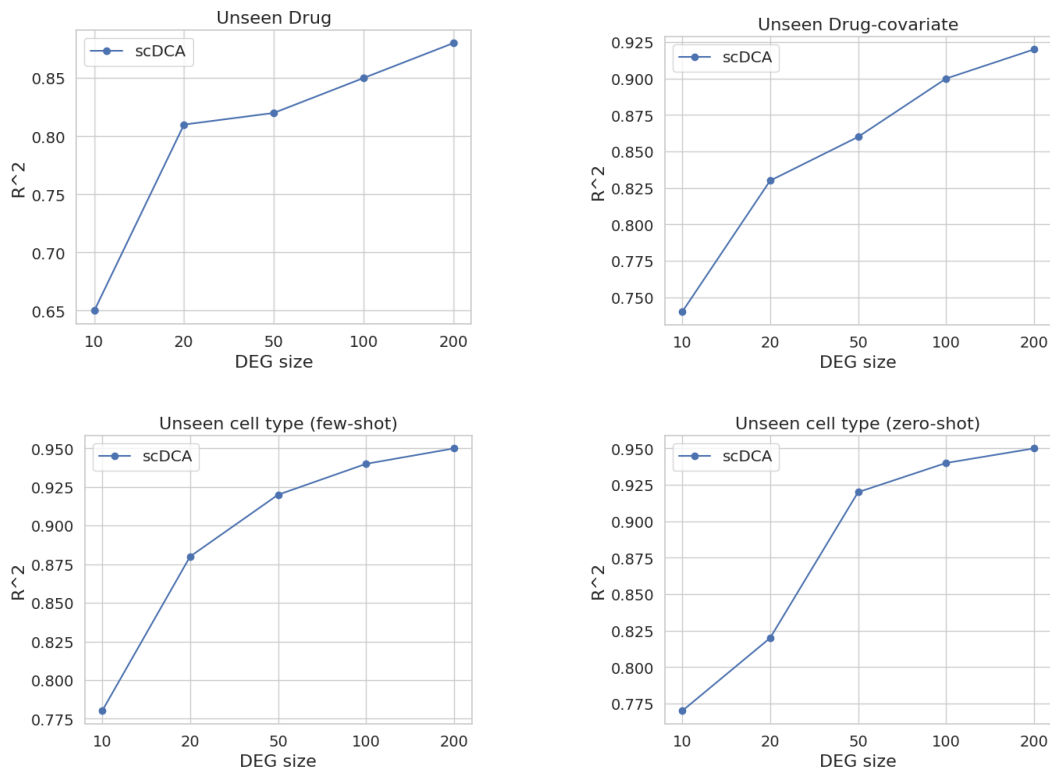 Unseen Drug
scDCA
0.85
0.80
0.75
0.70
0.65
R^2
10 20 50 100 200
DEG size
Unseen Drug-covariate
scDCA
0.925
0.900
0.875
0.850
0.825
0.800
0.775
0.750
R^2
10 20 50 100 200
DEG size
Unseen cell type (few-shot)
scDCA
0.950
0.925
0.900
0.875
0.850
0.825
0.800
0.775
R^2
10 20 50 100 200
DEG size
Unseen cell type (zero-shot)
scDCA
0.950
0.925
0.900
0.875
0.850
0.825
0.800
0.775
R^2
10 20 50 100 200
DEG size